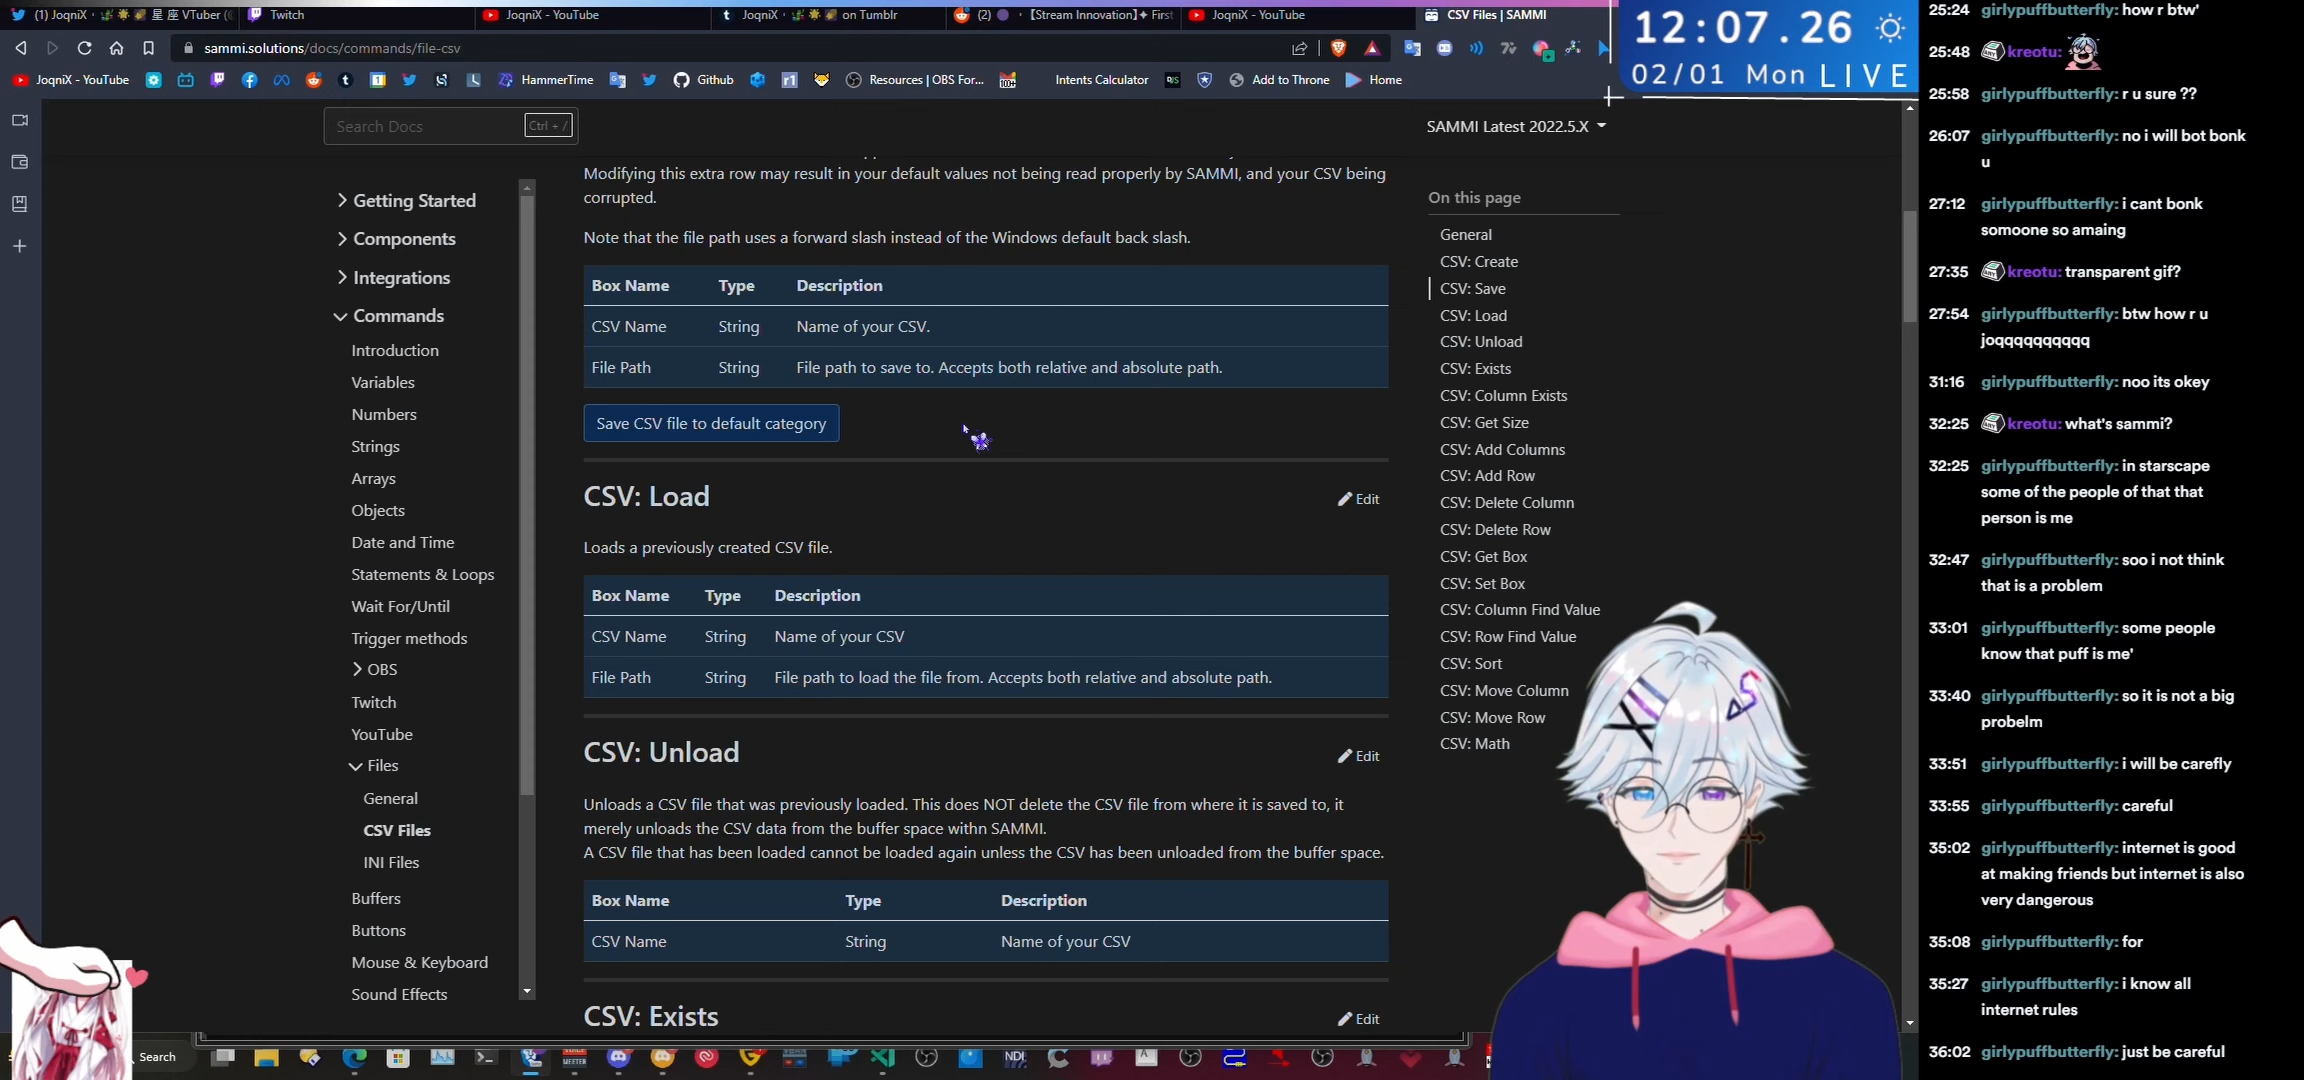 (1) JoqniX · 星座VTuber
Twitch
JoqniX - YouTube
JoqniX · on Tumblr
(2) · 【Stream Innovation】✦ First
JoqniX - YouTube
CSV Files | SAMMI
sammi.solutions/docs/commands/file-csv
JoqniX - YouTube
HammerTime
Github
Resources | OBS For...
Intents Calculator
Add to Throne
Home
12:07.26
02/01 Mon LIVE
Search Docs
Ctrl + /
SAMMI Latest 2022.5.X
Getting Started
Components
Integrations
Commands
Introduction
Variables
Numbers
Strings
Arrays
Objects
Date and Time
Statements & Loops
Wait For/Until
Trigger methods
OBS
Twitch
YouTube
Files
General
CSV Files
INI Files
Buffers
Buttons
Mouse & Keyboard
Sound Effects
Modifying this extra row may result in your default values not being read properly by SAMMI, and your CSV being
corrupted.
Note that the file path uses a forward slash instead of the Windows default back slash.
Box Name Type Description
CSV Name String Name of your CSV.
File Path String File path to save to. Accepts both relative and absolute path.
Save CSV file to default category
CSV: Load
Edit
Loads a previously created CSV file.
Box Name Type Description
CSV Name String Name of your CSV
File Path String File path to load the file from. Accepts both relative and absolute path.
CSV: Unload
Edit
Unloads a CSV file that was previously loaded. This does NOT delete the CSV file from where it is saved to, it
merely unloads the CSV data from the buffer space withn SAMMI.
A CSV file that has been loaded cannot be loaded again unless the CSV has been unloaded from the buffer space.
Box Name Type Description
CSV Name String Name of your CSV
CSV: Exists
Edit
On this page
General
CSV: Create
CSV: Save
CSV: Load
CSV: Unload
CSV: Exists
CSV: Column Exists
CSV: Get Size
CSV: Add Columns
CSV: Add Row
CSV: Delete Column
CSV: Delete Row
CSV: Get Box
CSV: Set Box
CSV: Column Find Value
CSV: Row Find Value
CSV: Sort
CSV: Move Column
CSV: Move Row
CSV: Math
Search
25:24 girlypuffbutterfly: how r btw'
25:48 kreotu:
25:58 girlypuffbutterfly: r u sure ??
26:07 girlypuffbutterfly: no i will bot bonk
u
27:12 girlypuffbutterfly: i cant bonk
somoone so amaing
27:35 kreotu: transparent gif?
27:54 girlypuffbutterfly: btw how r u
joqqqqqqqqqq
31:16 girlypuffbutterfly: noo its okey
32:25 kreotu: what's sammi?
32:25 girlypuffbutterfly: in starscape
some of the people of that that
person is me
32:47 girlypuffbutterfly: soo i not think
that is a problem
33:01 girlypuffbutterfly: some people
know that puff is me'
33:40 girlypuffbutterfly: so it is not a big
probelm
33:51 girlypuffbutterfly: i will be carefly
33:55 girlypuffbutterfly: careful
35:02 girlypuffbutterfly: internet is good
at making friends but internet is also
very dangerous
35:08 girlypuffbutterfly: for
35:27 girlypuffbutterfly: i know all
internet rules
36:02 girlypuffbutterfly: just be careful